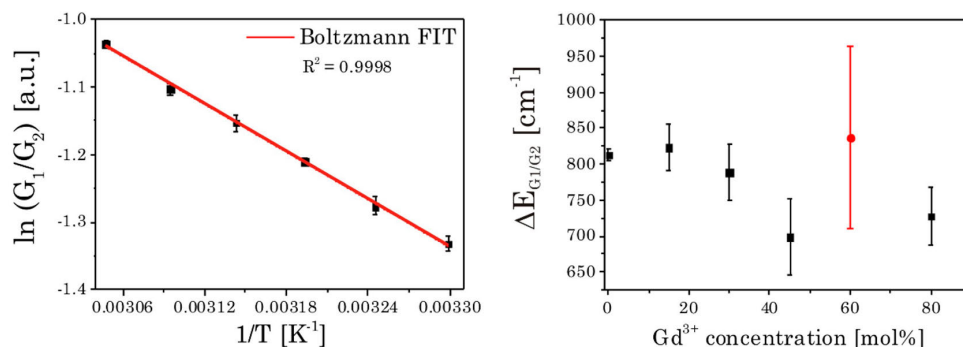 -1.0
-1.1
-1.2
-1.3
-1.4
ln (G₁/G₂) [a.u.]
Boltzmann FIT
R² = 0.9998
0.00306 0.00312 0.00318 0.00324 0.00330
1/T [K⁻¹]
1000
950
900
850
800
750
700
650
ΔE_G1/G2 [cm⁻¹]
0 20 40 60 80
Gd³⁺ concentration [mol%]